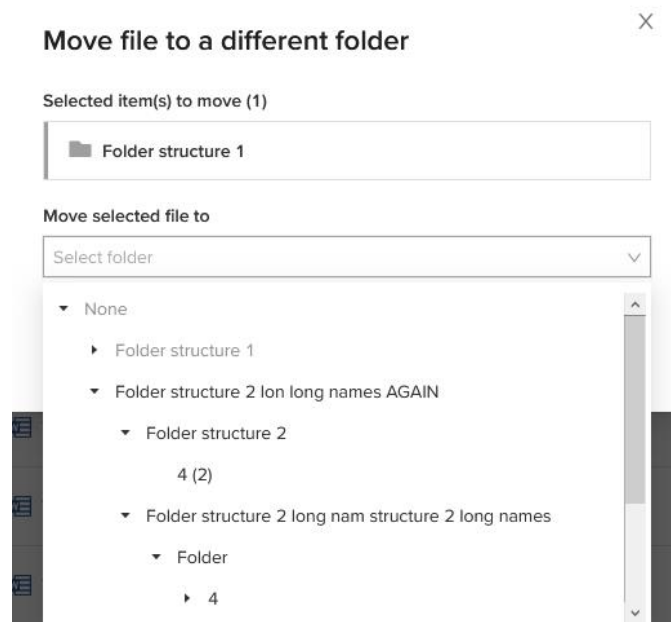 Move file to a different folder
Selected item(s) to move (1)
Folder structure 1
Move selected file to
Select folder
None
Folder structure 1
Folder structure 2 lon long names AGAIN
Folder structure 2
4 (2)
Folder structure 2 long nam structure 2 long names
Folder
4